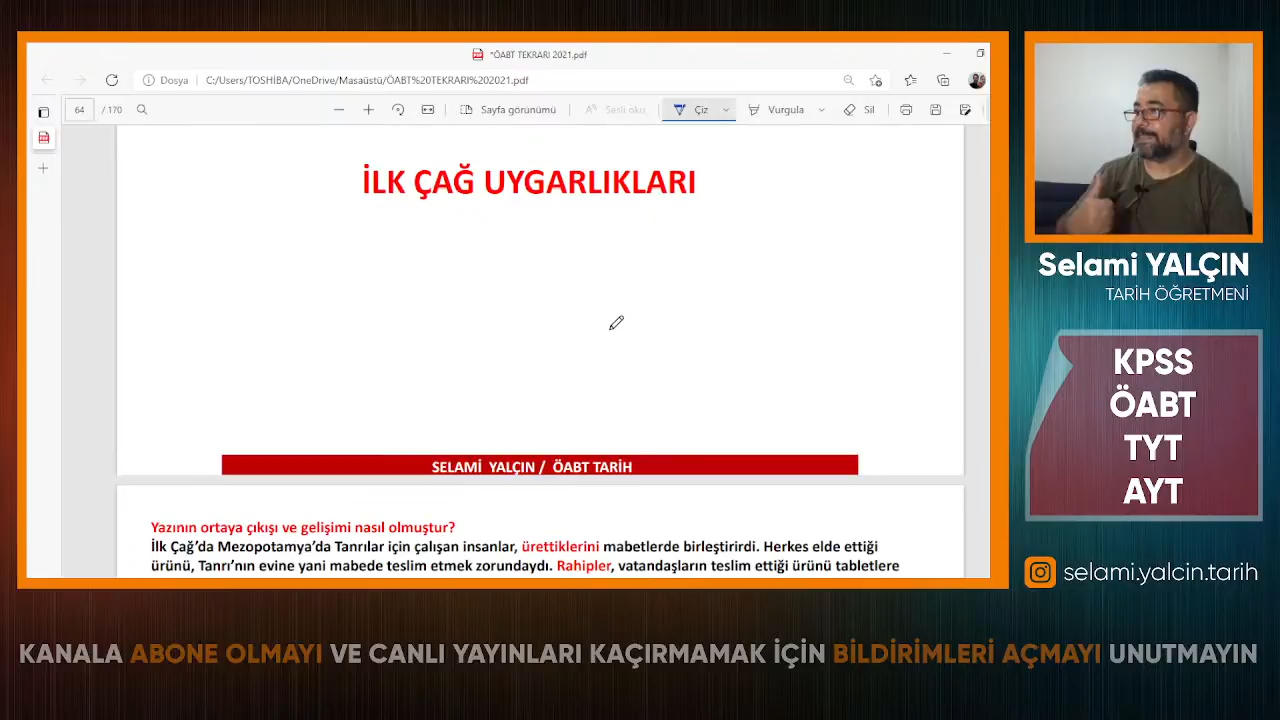 *ÖABT TEKRARI 2021.pdf
Dosya
C:/Users/TOSHİBA/OneDrive/Masaüstü/ÖABT%20TEKRARI%202021.pdf
64 / 170
Sayfa görünümü
Sesli oku
Çiz
Vurgula
Sil
İLK ÇAĞ UYGARLIKLARI
SELAMİ YALÇIN / ÖABT TARİH
Yazının ortaya çıkışı ve gelişimi nasıl olmuştur?
İlk Çağ’da Mezopotamya’da Tanrılar için çalışan insanlar, ürettiklerini mabetlerde birleştirirdi. Herkes elde ettiği
ürünü, Tanrı’nın evine yani mabede teslim etmek zorundaydı. Rahipler, vatandaşların teslim ettiği ürünü tabletlere
Selami YALÇIN
TARİH ÖĞRETMENİ
KPSS
ÖABT
TYT
AYT
selami.yalcin.tarih
KANALA ABONE OLMAYI VE CANLI YAYINLARI KAÇIRMAMAK İÇİN BİLDİRİMLERİ AÇMAYI UNUTMAYIN